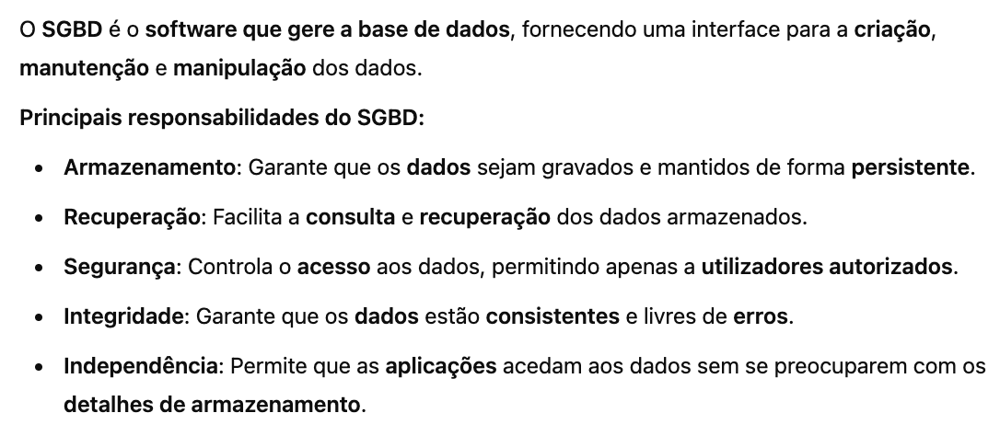 O SGBD é o software que gere a base de dados, fornecendo uma interface para a criação,
manutenção e manipulação dos dados.
Principais responsabilidades do SGBD:
• Armazenamento: Garante que os dados sejam gravados e mantidos de forma persistente.
• Recuperação: Facilita a consulta e recuperação dos dados armazenados.
• Segurança: Controla o acesso aos dados, permitindo apenas a utilizadores autorizados.
• Integridade: Garante que os dados estão consistentes e livres de erros.
• Independência: Permite que as aplicações acedam aos dados sem se preocuparem com os
detalhes de armazenamento.